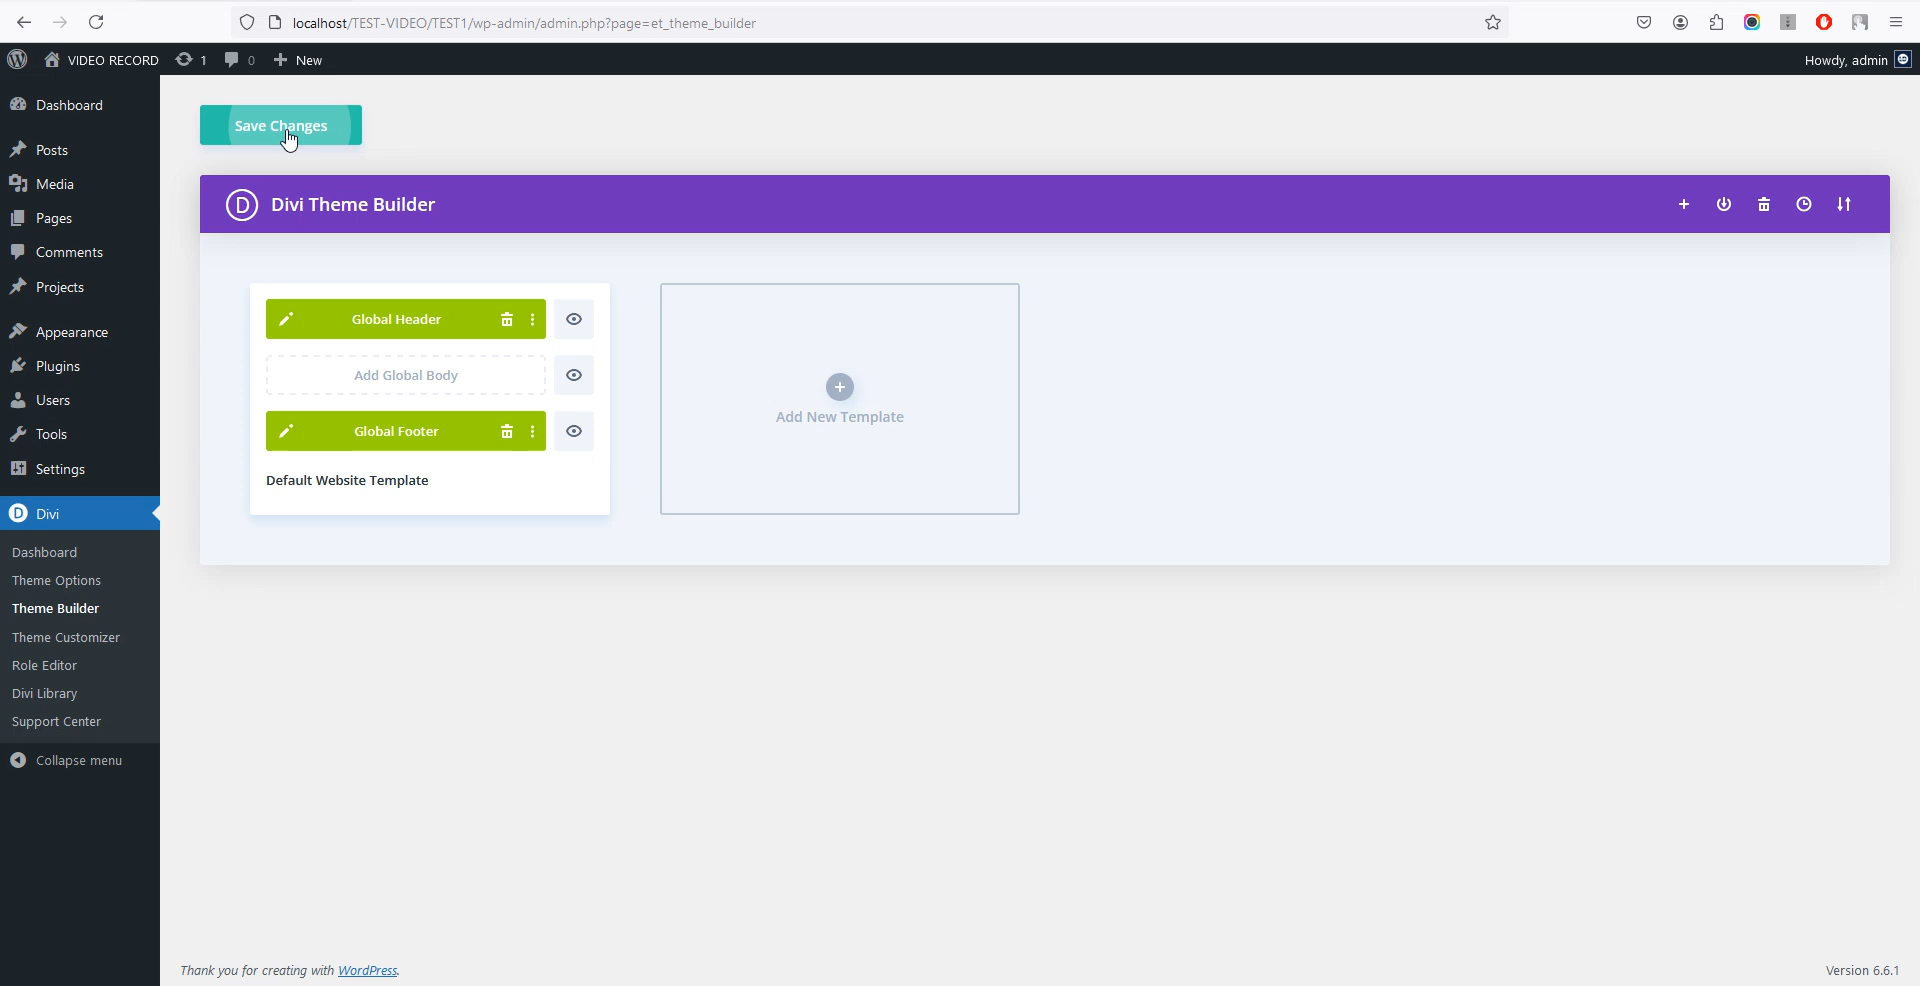 localhost/TEST-VIDEO/TEST1/wp-admin/admin.php?page=et_theme_builder
VIDEO RECORD 1 0 New Howdy, admin
Dashboard
Posts
Media
Pages
Comments
Projects
Appearance
Plugins
Users
Tools
Settings
Divi
Dashboard
Theme Options
Theme Builder
Theme Customizer
Role Editor
Divi Library
Support Center
Collapse menu
Save Changes
Divi Theme Builder
Global Header
Add Global Body
Global Footer
Default Website Template
Add New Template
Thank you for creating with WordPress.
Version 6.6.1